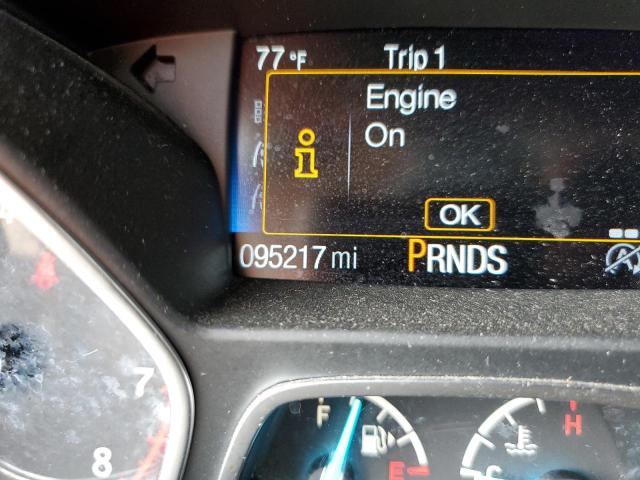 77 °F Trip 1
Engine
On
OK
095217 mi PRNDS
7
8
F
E
H
C